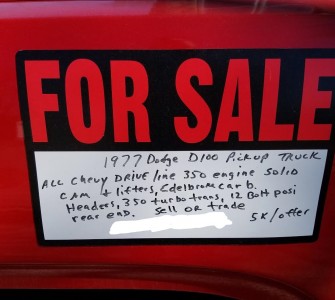 FOR SALE
1977 Dodge D100 Pickup TRUCK
ALL Chevy DRIVE line 350 engine Solid
CAM + lifters, Edelbrock carb.
Headers, 350 turbo trans, 12 Bolt posi
rear end. Sell OR trade
5K/offer